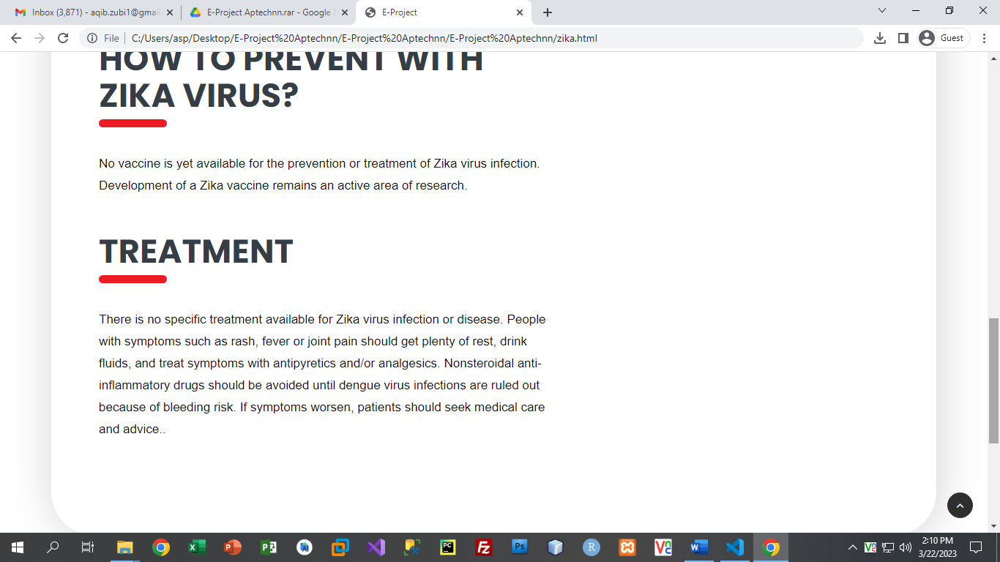 Inbox (3,871) - aqib.zubi1@gmai
E-Project Aptechnn.rar - Google
E-Project
File
C:/Users/asp/Desktop/E-Project%20Aptechnn/E-Project%20Aptechnn/E-Project%20Aptechnn/zika.html
Guest
HOW TO PREVENT WITH
ZIKA VIRUS?
No vaccine is yet available for the prevention or treatment of Zika virus infection.
Development of a Zika vaccine remains an active area of research.
TREATMENT
There is no specific treatment available for Zika virus infection or disease. People
with symptoms such as rash, fever or joint pain should get plenty of rest, drink
fluids, and treat symptoms with antipyretics and/or analgesics. Nonsteroidal anti-
inflammatory drugs should be avoided until dengue virus infections are ruled out
because of bleeding risk. If symptoms worsen, patients should seek medical care
and advice..
2:10 PM
3/22/2023